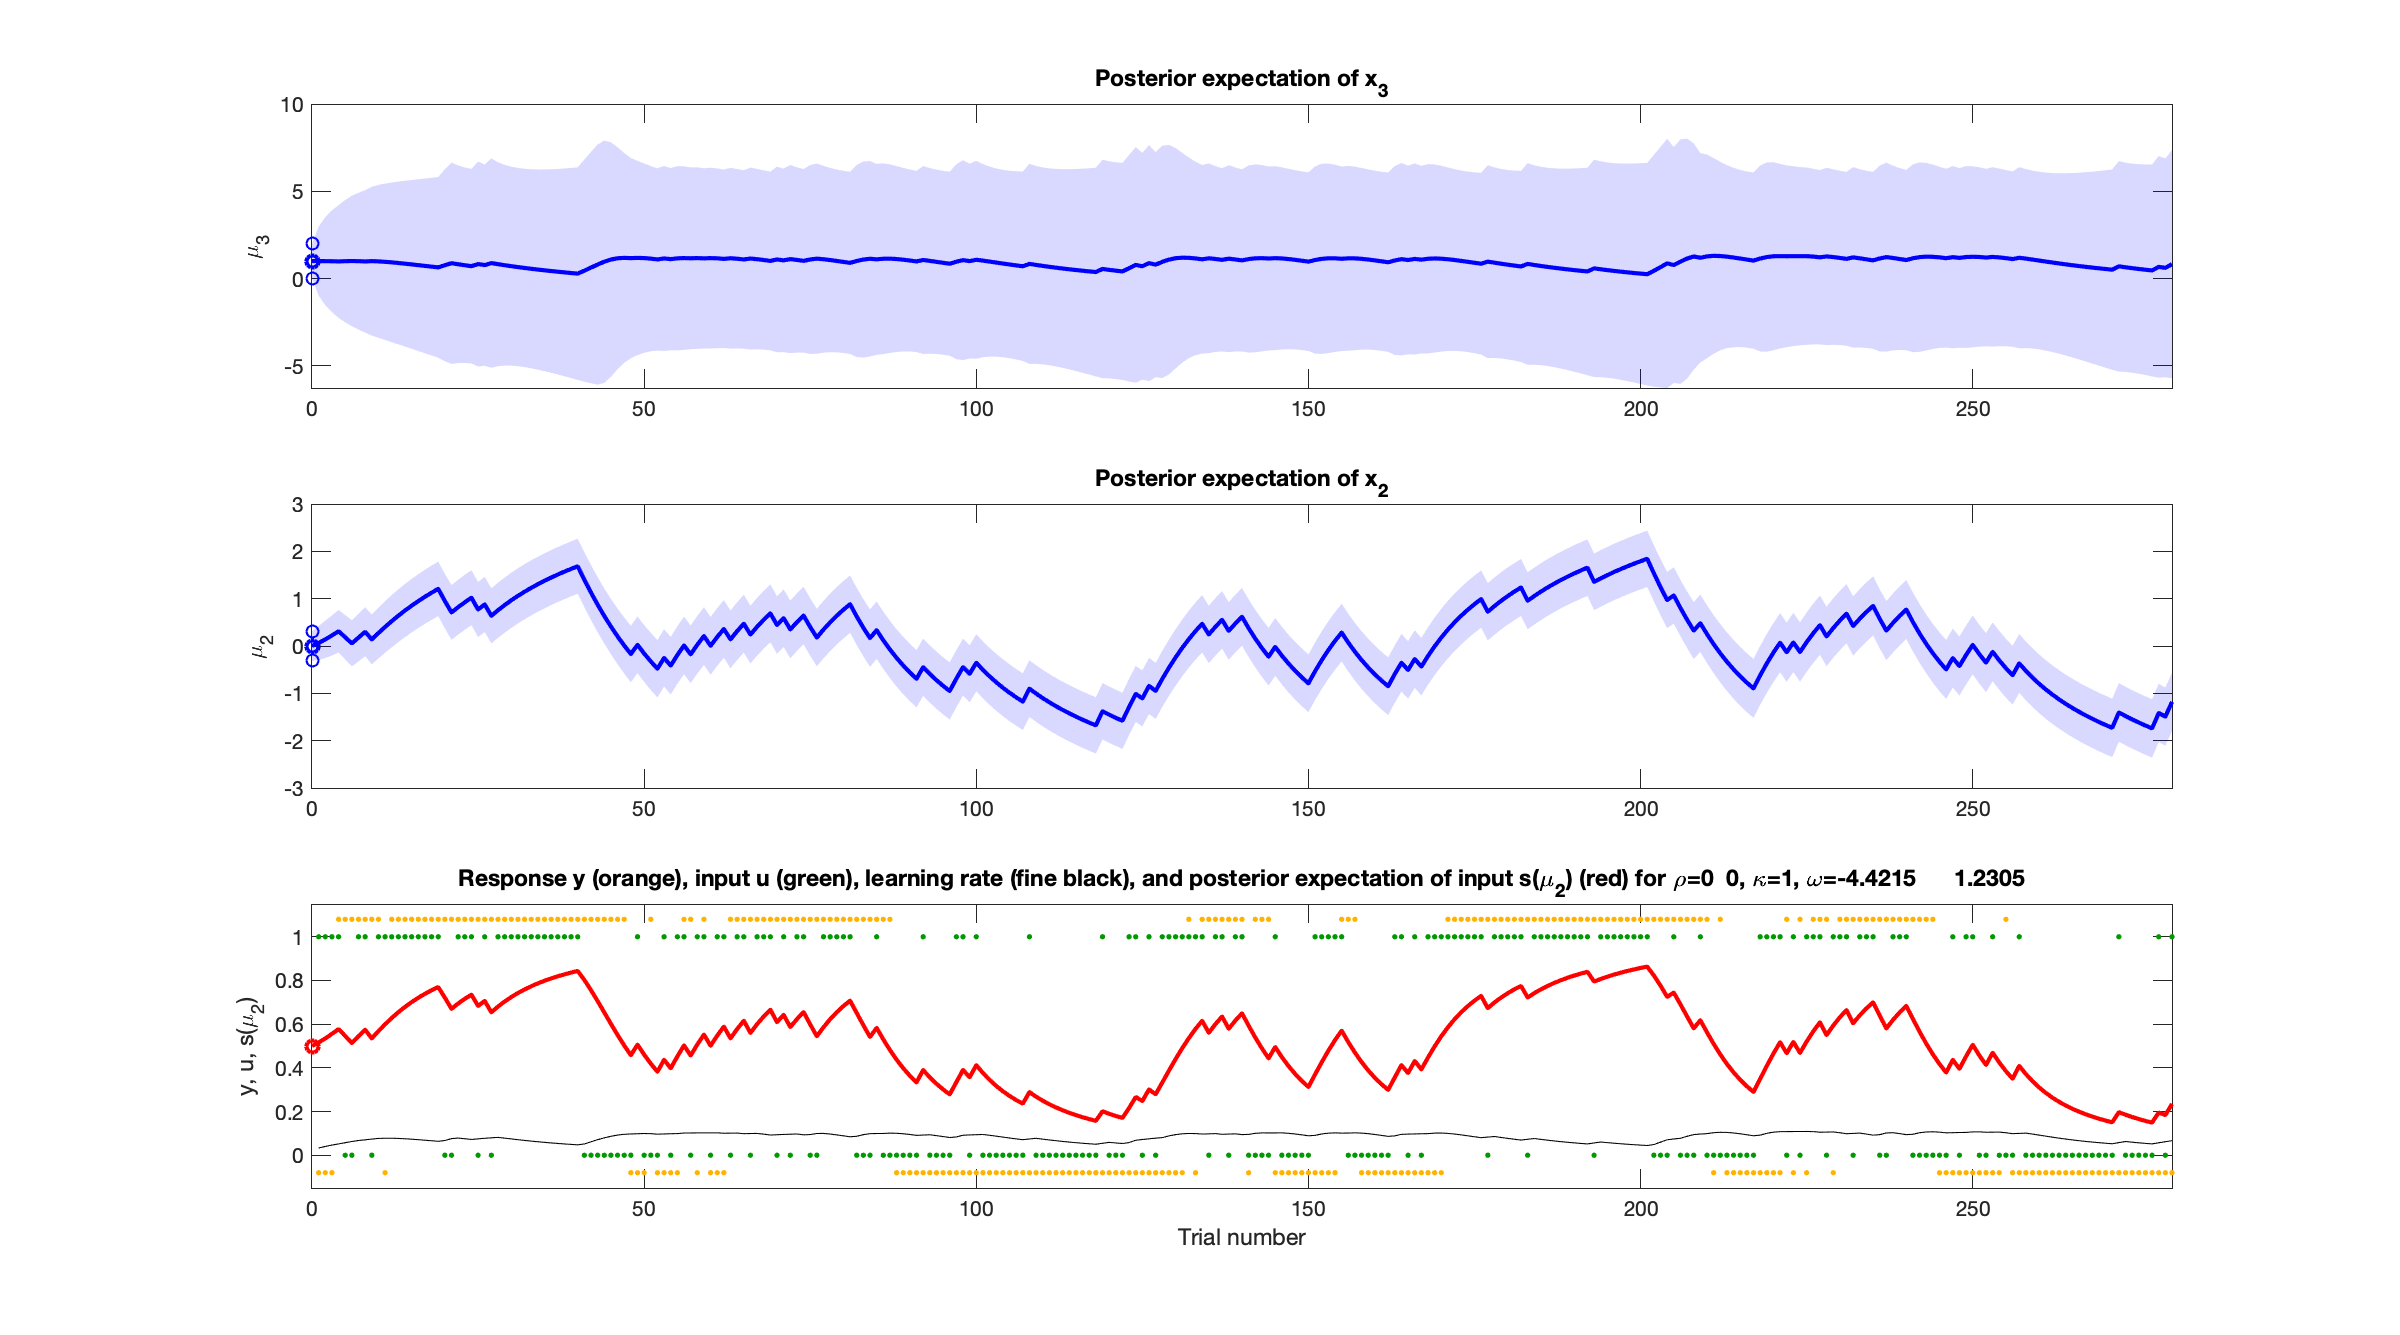 Posterior expectation of x3
10
5
0
-5
μ3
0 50 100 150 200 250
Posterior expectation of x2
3
2
1
0
-1
-2
-3
μ2
0 50 100 150 200 250
Response y (orange), input u (green), learning rate (fine black), and posterior expectation of input s(μ2) (red) for ρ=0 0, κ=1, ω=-4.4215 1.2305
1
0.8
0.6
0.4
0.2
0
y, u, s(μ2)
0 50 100 150 200 250
Trial number